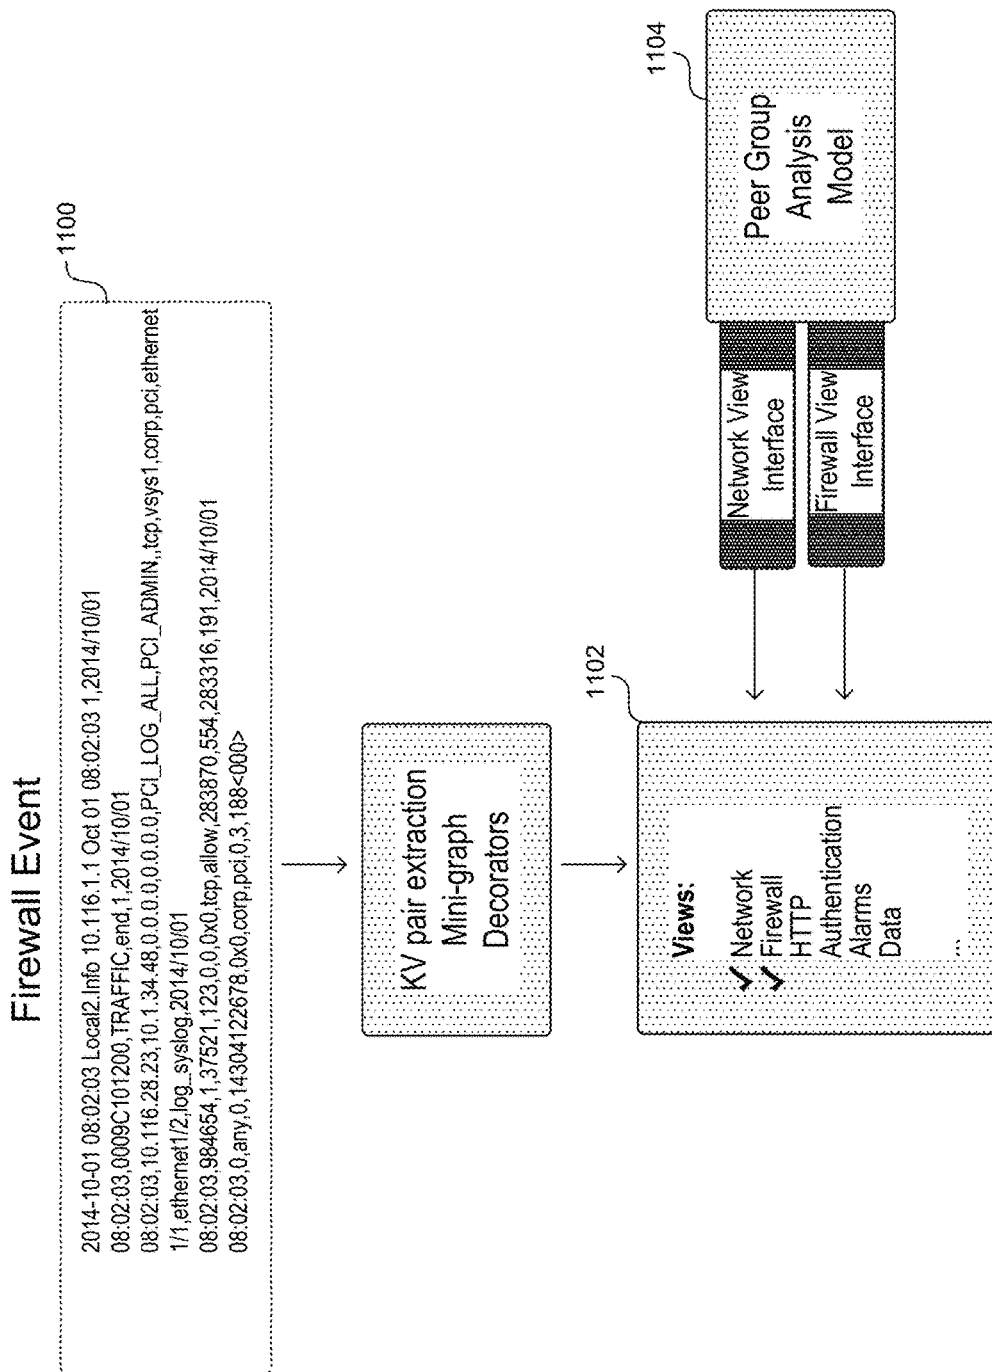 Firewall Event
1100
2014-10-01 08:02:03 Local2.Info 10.116.1.1 Oct 01 08:02:03 1,2014/10/01
08:02:03,0009C101200,TRAFFIC,end,1,2014/10/01
08:02:03,10.116.28.23,10.1.34.48,0.0.0.0,0.0.0.0,PCI_LOG_ALL,PCI_ADMIN,,tcp,vsys1,corp,pci,ethernet
1/1,ethernet1/2,log_syslog,2014/10/01
08:02:03,984654,1,37521,123,0,0,0x0,tcp,allow,283870,554,283316,191,2014/10/01
08:02:03,0,any,0,14304122678,0x0,corp,pci,0,3,188<000>
KV pair extraction
Mini-graph
Decorators
1102
Views:
✓ Network
✓ Firewall
HTTP
Authentication
Alarms
Data
Network View
Interface
Firewall View
Interface
1104
Peer Group
Analysis
Model